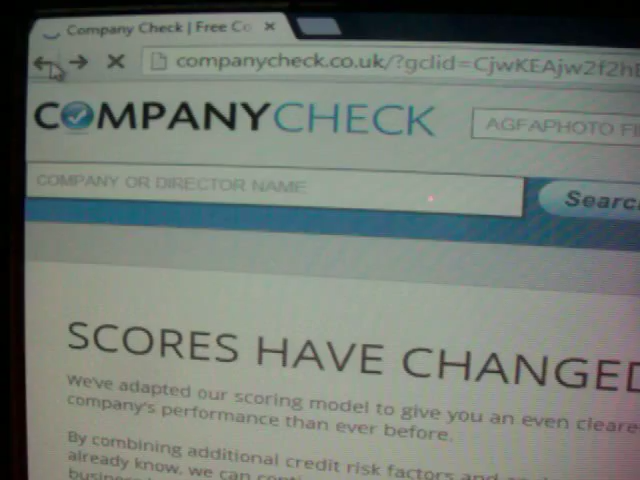 Company Check | Free Co
companycheck.co.uk/?gclid=CjwKEAjw2f2hE
COMPANYCHECK
AGFAPHOTO FI
COMPANY OR DIRECTOR NAME
Search
SCORES HAVE CHANGED
We've adapted our scoring model to give you an even cleare
company's performance than ever before.
By combining additional credit risk factors and
already know, we can